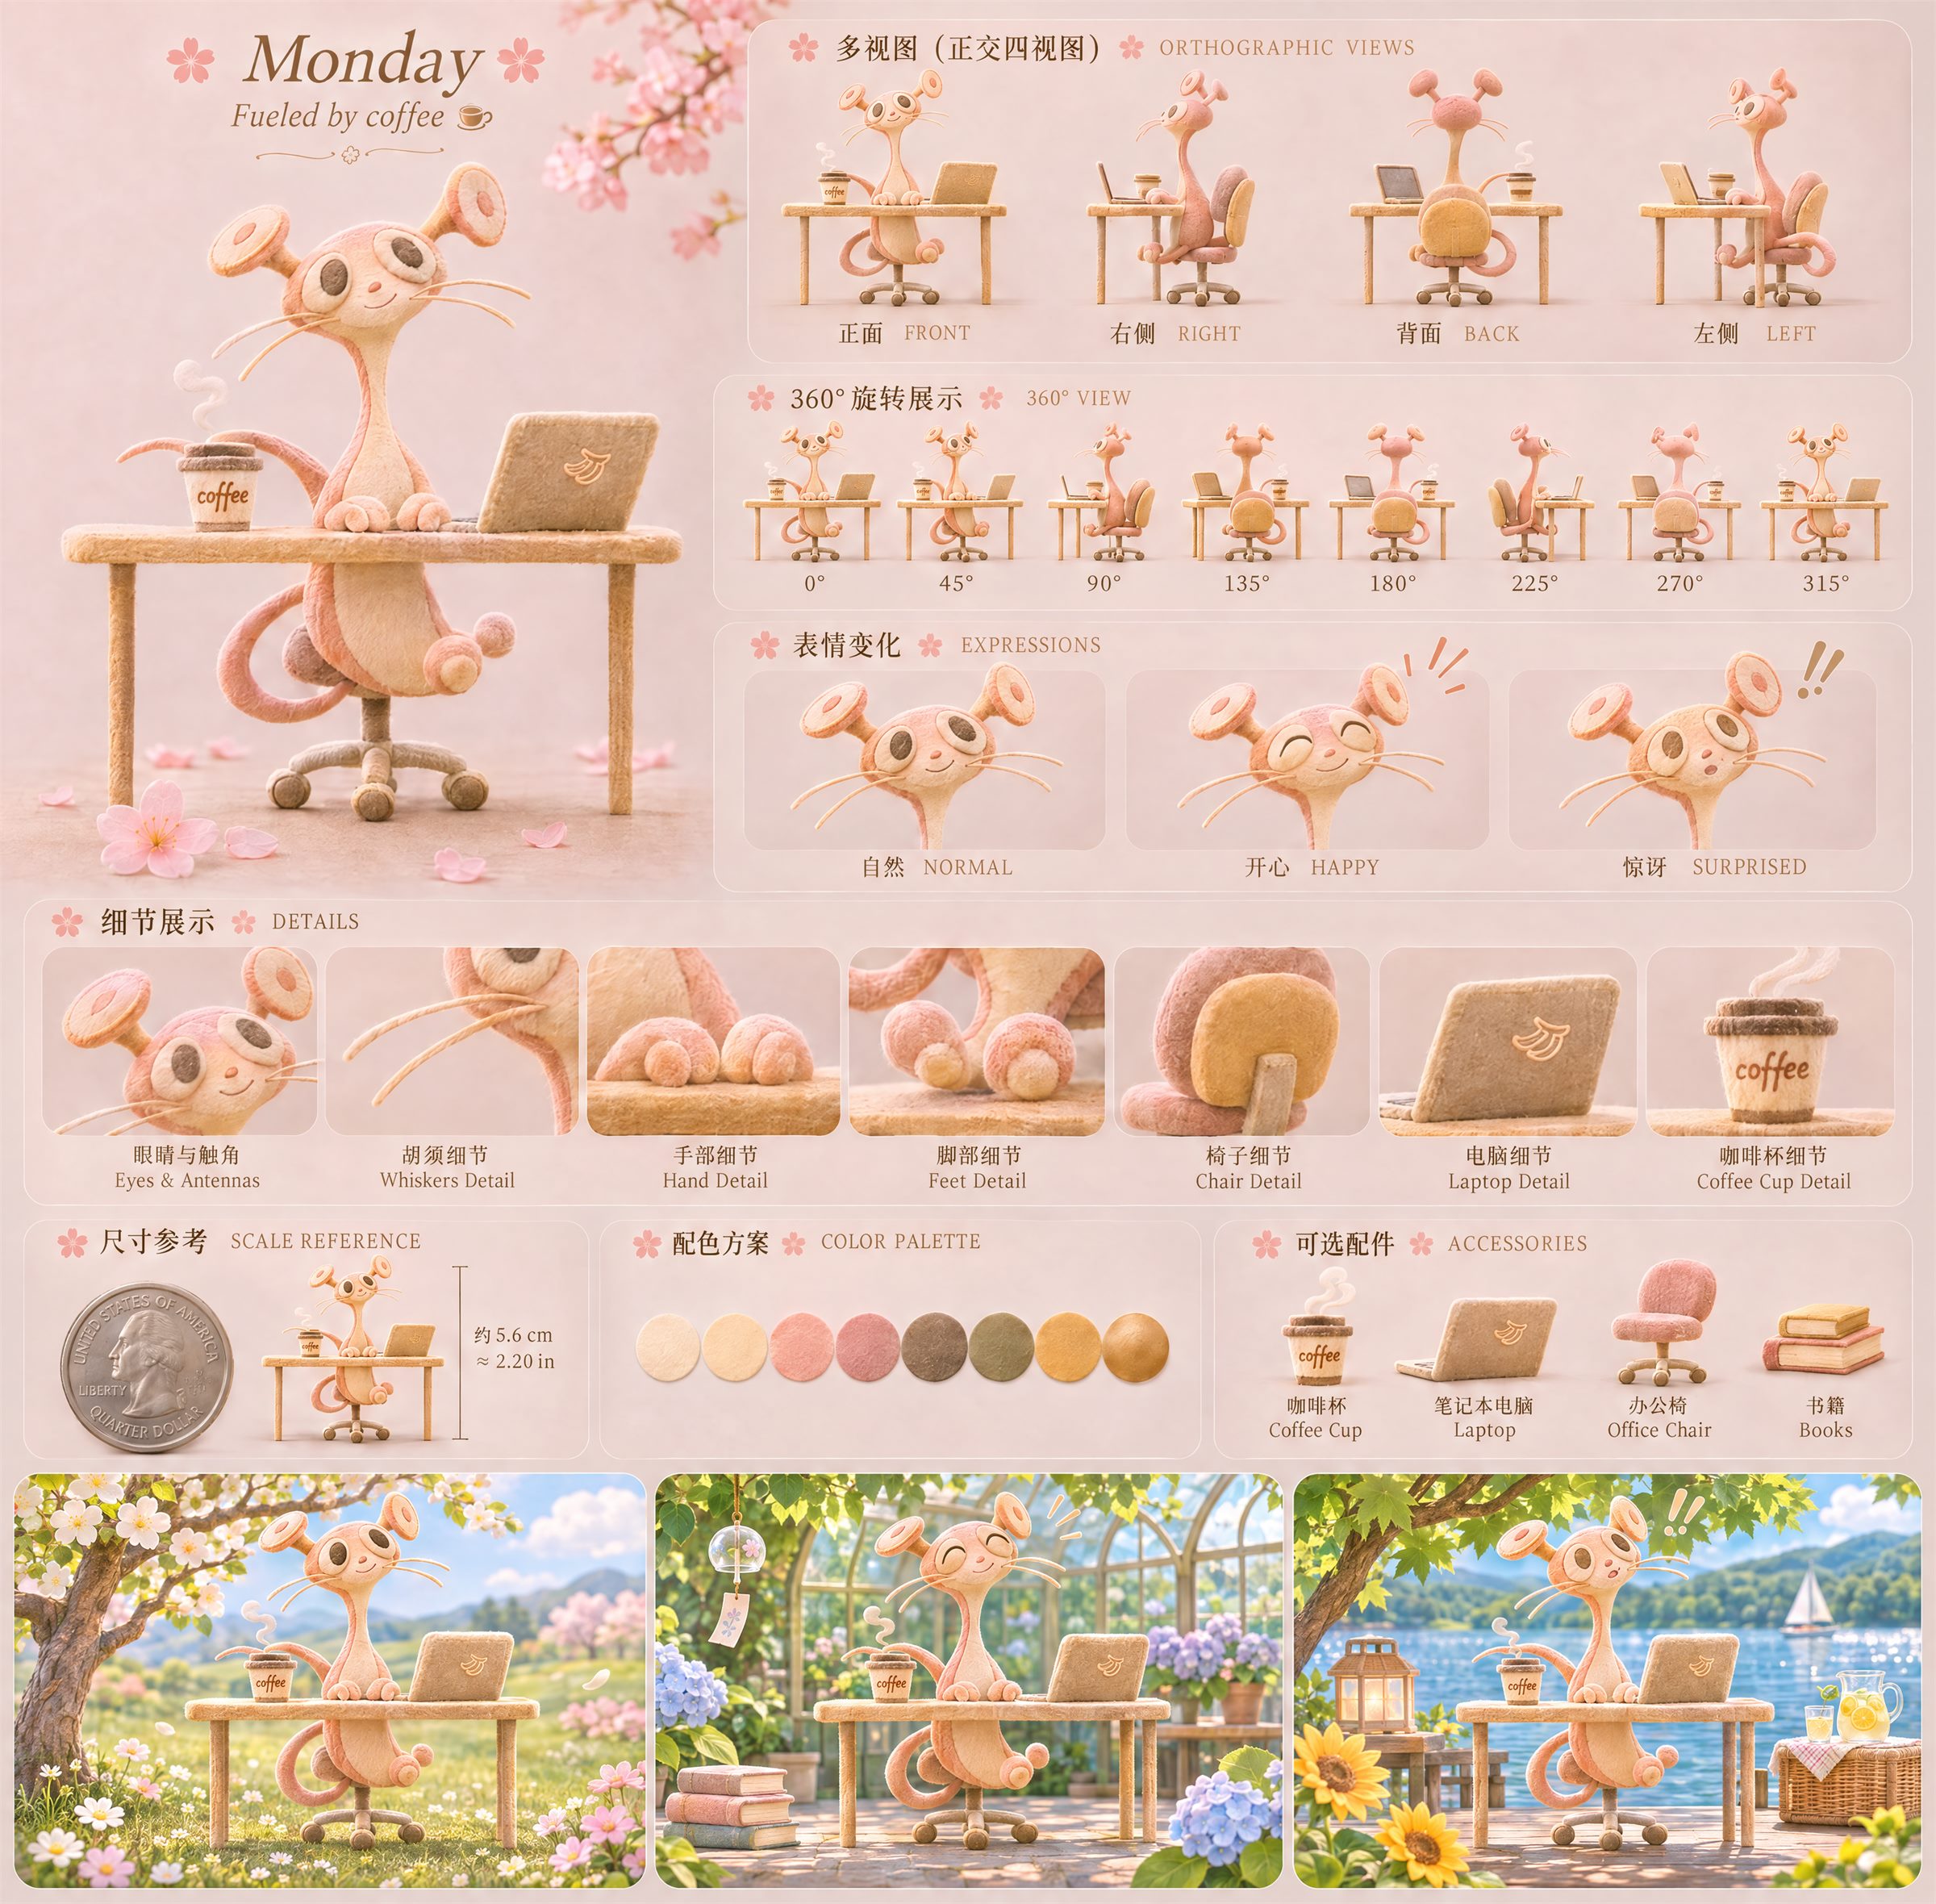 Monday
Fueled by coffee
coffee
多视图（正交四视图） ORTHOGRAPHIC VIEWS
coffee
正面 FRONT
右侧 RIGHT
背面 BACK
左侧 LEFT
360°旋转展示 360° VIEW
0°
45°
90°
135°
180°
225°
270°
315°
表情变化 EXPRESSIONS
!!
自然 NORMAL
开心 HAPPY
惊讶 SURPRISED
细节展示 DETAILS
coffee
眼睛与触角
Eyes & Antennas
胡须细节
Whiskers Detail
手部细节
Hand Detail
脚部细节
Feet Detail
椅子细节
Chair Detail
电脑细节
Laptop Detail
咖啡杯细节
Coffee Cup Detail
尺寸参考 SCALE REFERENCE
UNITED STATES OF AMERICA
LIBERTY
QUARTER DOLLAR
coffee
约 5.6 cm
≈ 2.20 in
配色方案 COLOR PALETTE
可选配件 ACCESSORIES
coffee
咖啡杯
Coffee Cup
笔记本电脑
Laptop
办公椅
Office Chair
书籍
Books
coffee
coffee
!!
coffee